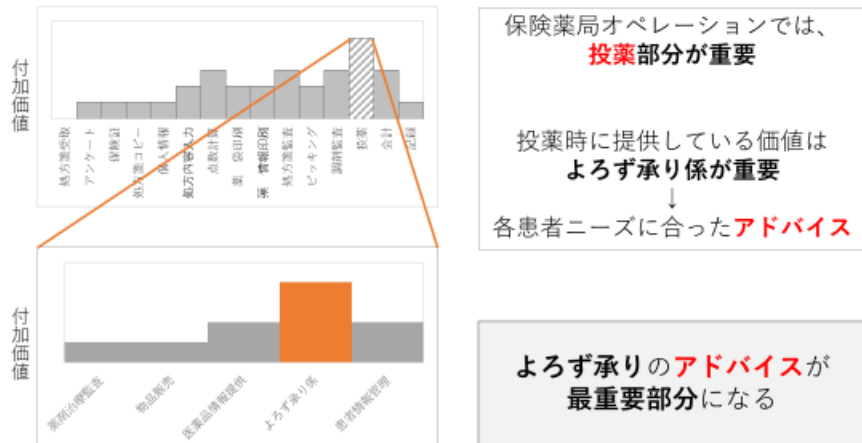 付加価値
処方箋受取
アンケート
保険証
処方箋コピー
個人情報
処方内容入力
点数計算
薬 袋印刷
薬 情報印刷
処方箋監査
ピッキング
調剤監査
投薬
会計
記録
付加価値
薬剤治療監査
物品販売
医薬品情報提供
よろず承り係
患者情報管理
保険薬局オペレーションでは、
投薬部分が重要
投薬時に提供している価値は
よろず承り係が重要
↓
各患者ニーズに合ったアドバイス
よろず承りのアドバイスが
最重要部分になる